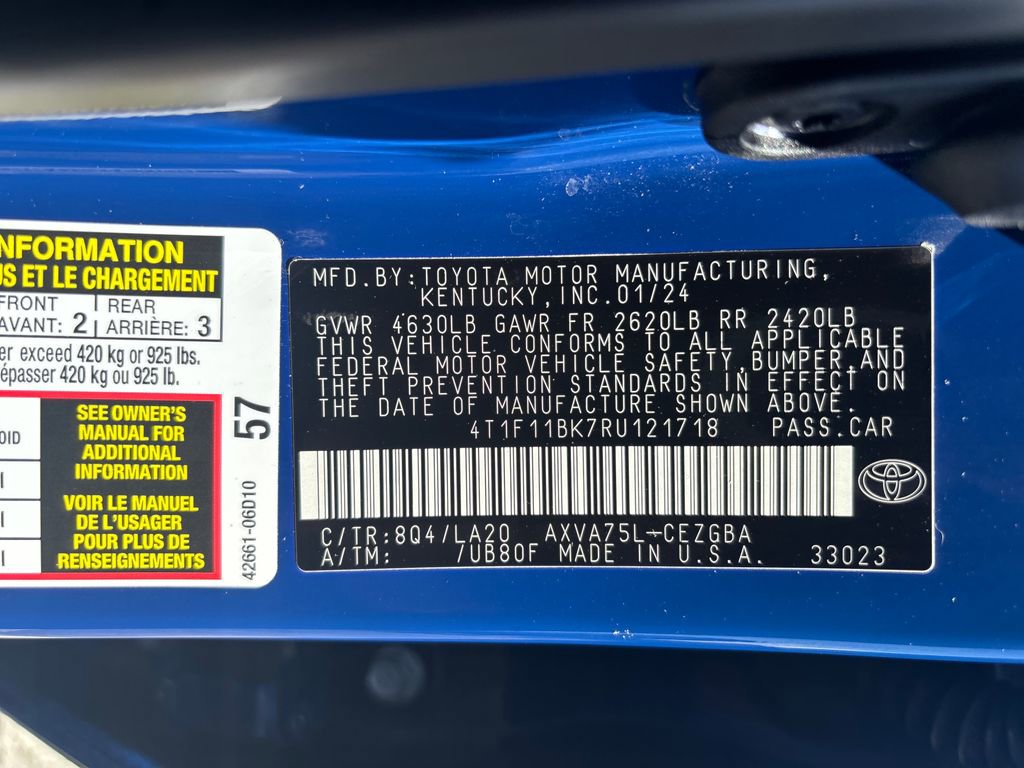 NFORMATION
US ET LE CHARGEMENT
FRONT
AVANT: 2
REAR
ARRIÈRE: 3
er exceed 420 kg or 925 lbs.
épasser 420 kg ou 925 lb.
OID
SEE OWNER'S
MANUAL FOR
ADDITIONAL
INFORMATION
VOIR LE MANUEL
DE L'USAGER
POUR PLUS DE
RENSEIGNEMENTS
57
42661-06D10
MFD.BY:TOYOTA MOTOR MANUFACTURING,
KENTUCKY,INC.01/24
GVWR 4630LB GAWR FR 2620LB RR 2420LB
THIS VEHICLE CONFORMS TO ALL APPLICABLE
FEDERAL MOTOR VEHICLE SAFETY,BUMPER,AND
THEFT PREVENTION STANDARDS IN EFFECT ON
THE DATE OF MANUFACTURE SHOWN ABOVE.
4T1F11BK7RU121718 PASS.CAR
C/TR:8Q4/LA20 AXVA75L-CEZGBA
A/TM: /UB80F MADE IN U.S.A. 33023